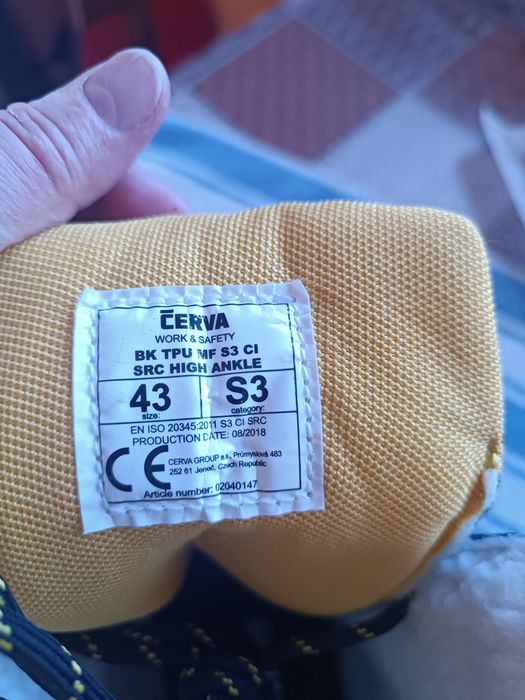 ČERVA
WORK & SAFETY
BK TPU MF S3 CI
SRC HIGH ANKLE
43
size:
S3
category:
EN ISO 20345:2011 S3 CI SRC
PRODUCTION DATE: 08/2018
CE
CERVA GROUP a.s., Průmyslová 483
252 61 Jeneč, Czech Republic
Article number: 02040147